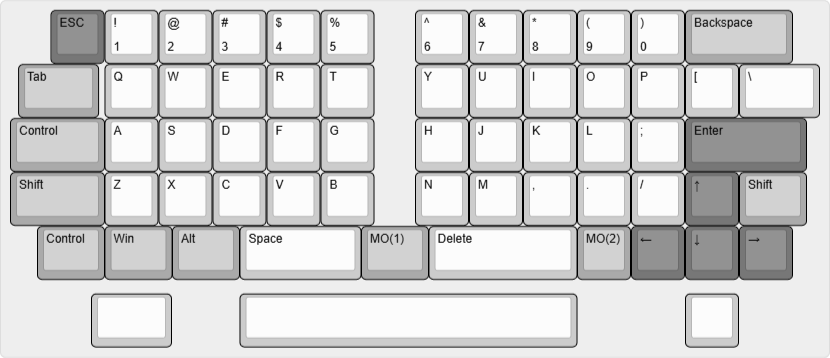 ESC ! @ # $ % ^ & * ( ) Backspace
1 2 3 4 5 6 7 8 9 0
Tab Q W E R T Y U I O P [ \
Control A S D F G H J K L ; Enter
Shift Z X C V B N M , . / ↑ Shift
Control Win Alt Space MO(1) Delete MO(2) ← ↓ →